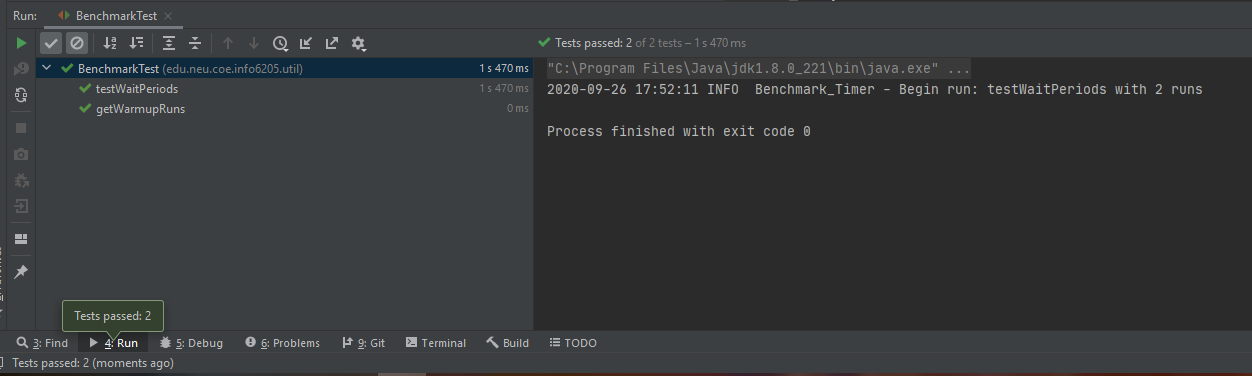 Run: BenchmarkTest
Tests passed: 2 of 2 tests – 1 s 470 ms
BenchmarkTest (edu.neu.coe.info6205.util) 1 s 470 ms
testWaitPeriods 1 s 470 ms
getWarmupRuns 0 ms
"C:\Program Files\Java\jdk1.8.0_221\bin\java.exe" ...
2020-09-26 17:52:11 INFO  Benchmark_Timer - Begin run: testWaitPeriods with 2 runs
Process finished with exit code 0
Tests passed: 2
3: Find 4: Run 5: Debug 6: Problems 9: Git Terminal Build TODO
Tests passed: 2 (moments ago)